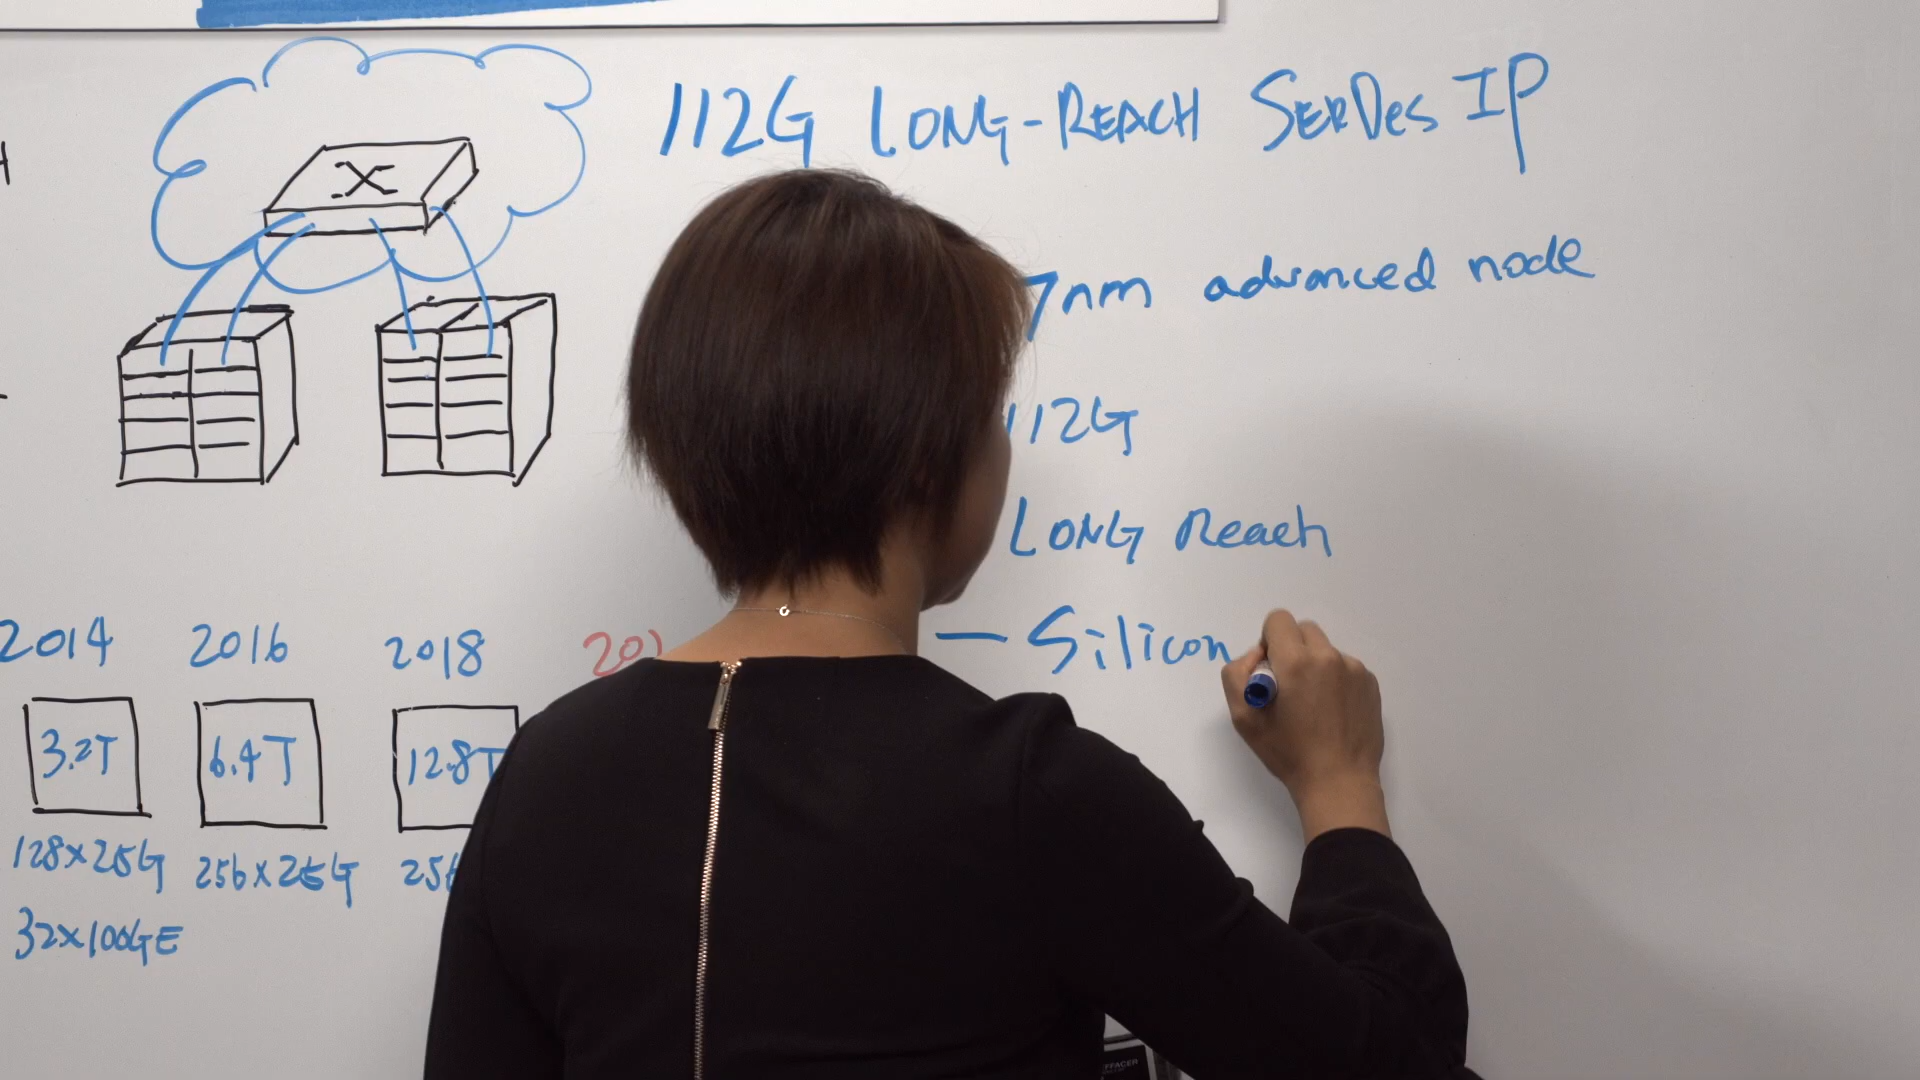 112G LONG-REACH SERDES IP
7nm advanced node
112G
LONG Reach
— Silicon
X
2014 2016 2018
3.2T 6.4T 12.8T
128x25G 256x25G
32x100GE
EFFACER